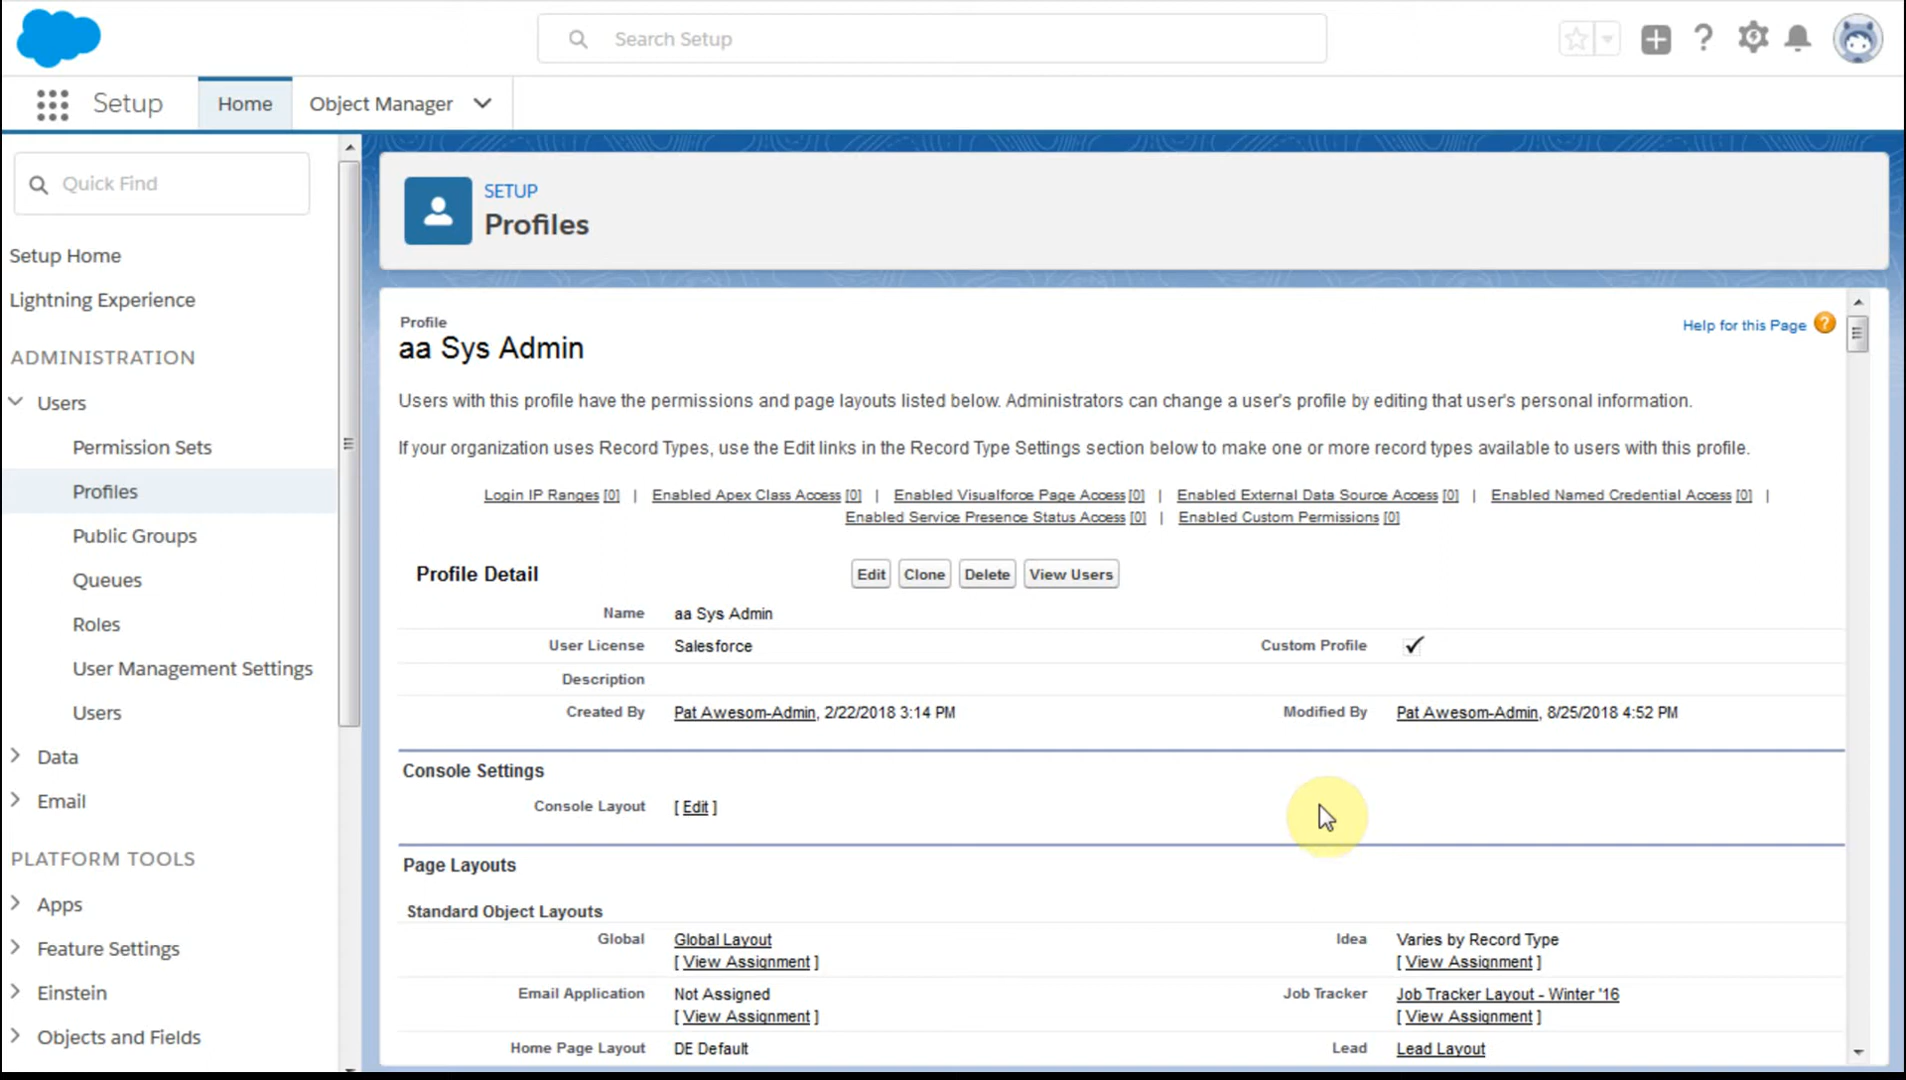 Search Setup
Setup
Home
Object Manager
Quick Find
Setup Home
Lightning Experience
ADMINISTRATION
Users
Permission Sets
Profiles
Public Groups
Queues
Roles
User Management Settings
Users
Data
Email
PLATFORM TOOLS
Apps
Feature Settings
Einstein
Objects and Fields
SETUP
Profiles
Profile
aa Sys Admin
Help for this Page ?
Users with this profile have the permissions and page layouts listed below. Administrators can change a user's profile by editing that user's personal information.
If your organization uses Record Types, use the Edit links in the Record Type Settings section below to make one or more record types available to users with this profile.
Login IP Ranges [0] | Enabled Apex Class Access [0] | Enabled Visualforce Page Access [0] | Enabled External Data Source Access [0] | Enabled Named Credential Access [0] |
Enabled Service Presence Status Access [0] | Enabled Custom Permissions [0]
Profile Detail Edit Clone Delete View Users
Name aa Sys Admin
User License Salesforce Custom Profile ✓
Description
Created By Pat Awesom-Admin, 2/22/2018 3:14 PM Modified By Pat Awesom-Admin, 8/25/2018 4:52 PM
Console Settings
Console Layout [ Edit ]
Page Layouts
Standard Object Layouts
Global Global Layout Idea Varies by Record Type
[ View Assignment ] [ View Assignment ]
Email Application Not Assigned Job Tracker Job Tracker Layout - Winter '16
[ View Assignment ] [ View Assignment ]
Home Page Layout DE Default Lead Lead Layout